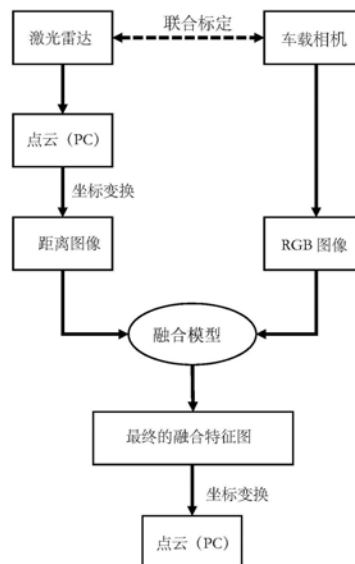 激光雷达
联合标定
车载相机
点云（PC）
坐标变换
距离图像
RGB 图像
融合模型
最终的融合特征图
坐标变换
点云（PC）